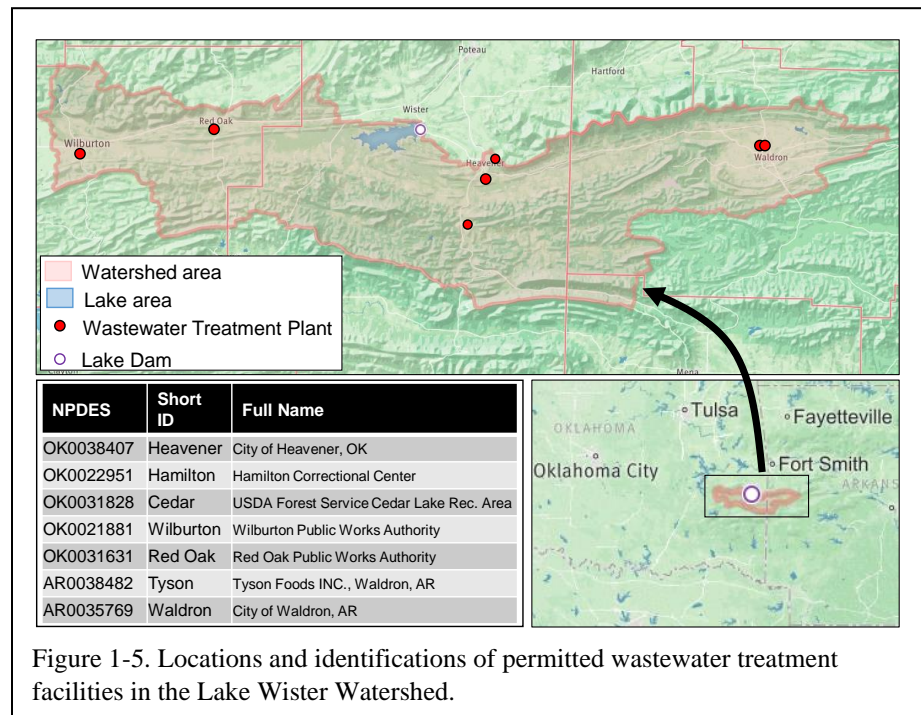 Poteau
Hartford
Wister
Red Oak
Wilburton
Heavener
Waldron
Watershed area
Lake area
Wastewater Treatment Plant
Lake Dam
Mena
NPDES Short ID Full Name
OK0038407 Heavener City of Heavener, OK
OK0022951 Hamilton Hamilton Correctional Center
OK0031828 Cedar USDA Forest Service Cedar Lake Rec. Area
OK0021881 Wilburton Wilburton Public Works Authority
OK0031631 Red Oak Red Oak Public Works Authority
AR0038482 Tyson Tyson Foods INC., Waldron, AR
AR0035769 Waldron City of Waldron, AR
Tulsa
Fayetteville
OKLAHOMA
Oklahoma City
Fort Smith
ARKANS
Figure 1-5. Locations and identifications of permitted wastewater treatment
facilities in the Lake Wister Watershed.